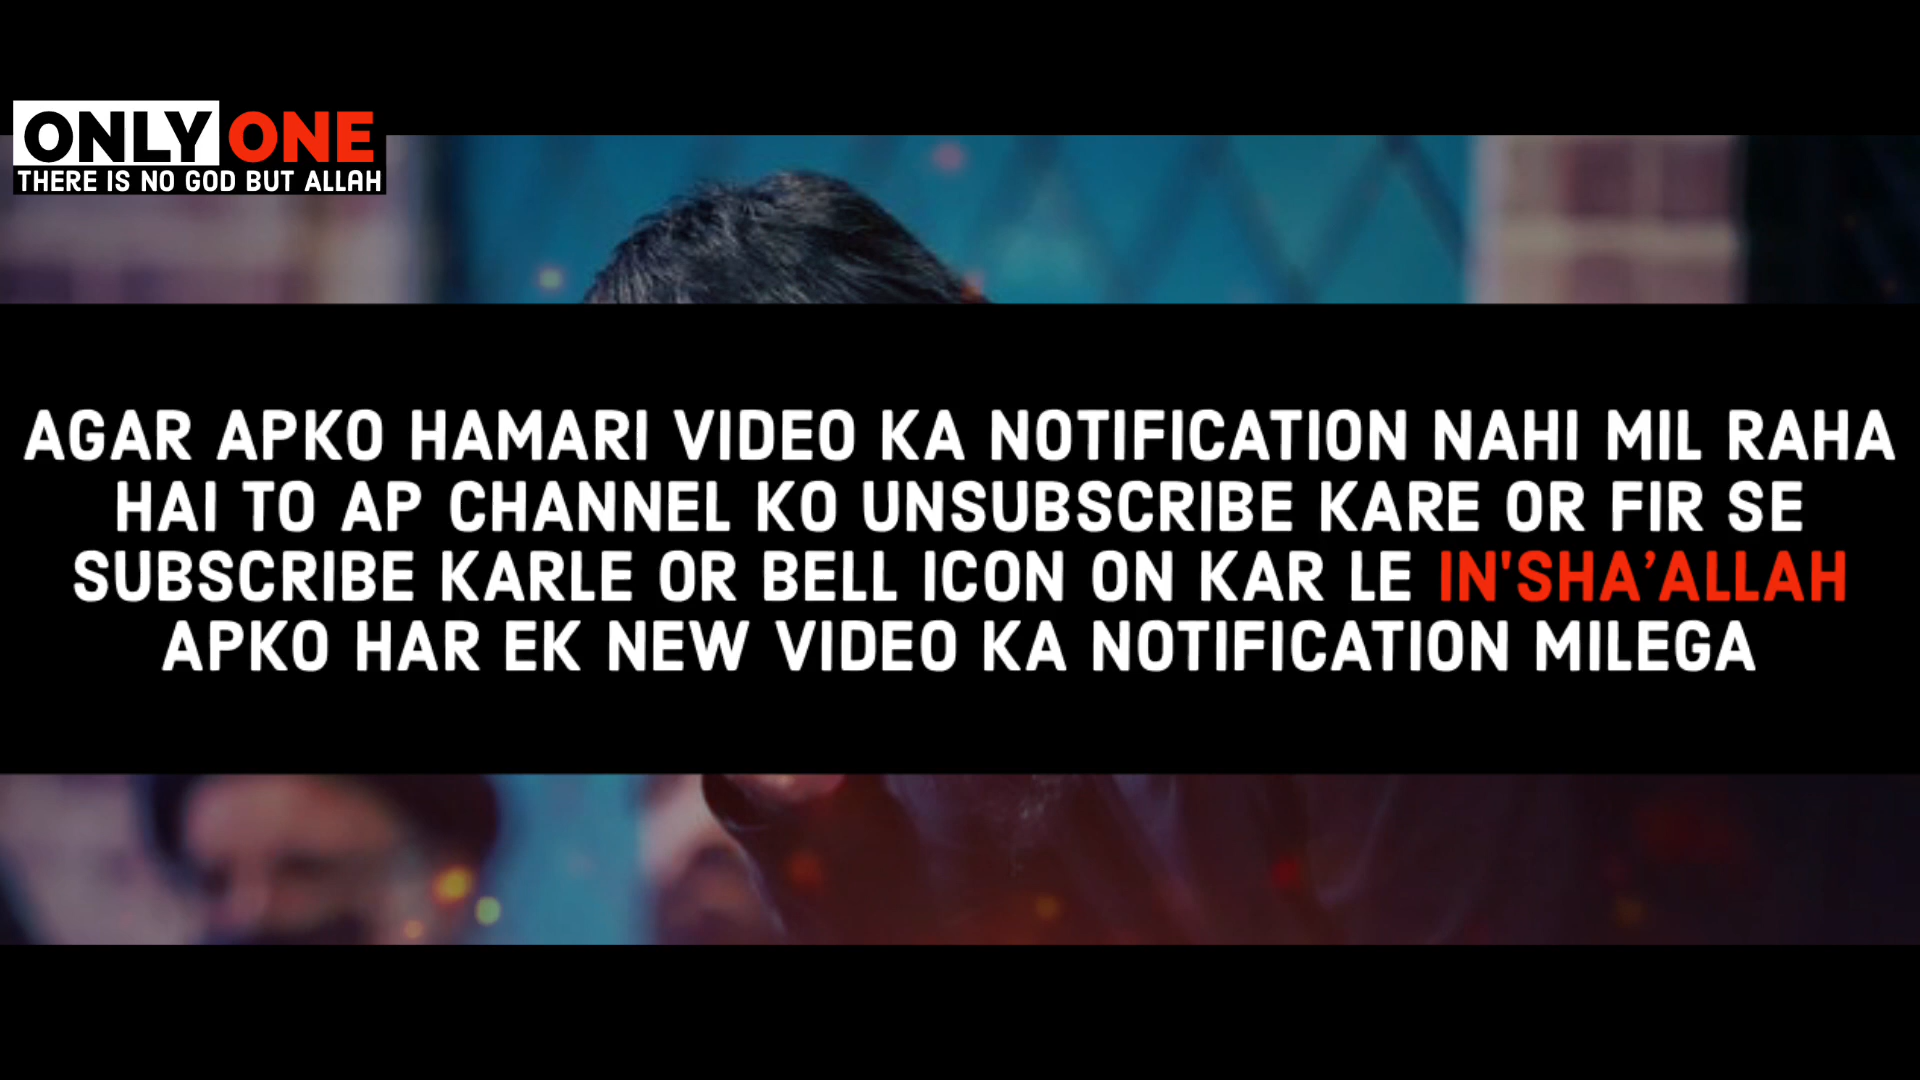 ONLY ONE
THERE IS NO GOD BUT ALLAH
AGAR APKO HAMARI VIDEO KA NOTIFICATION NAHI MIL RAHA
HAI TO AP CHANNEL KO UNSUBSCRIBE KARE OR FIR SE
SUBSCRIBE KARLE OR BELL ICON ON KAR LE IN'SHA’ALLAH
APKO HAR EK NEW VIDEO KA NOTIFICATION MILEGA